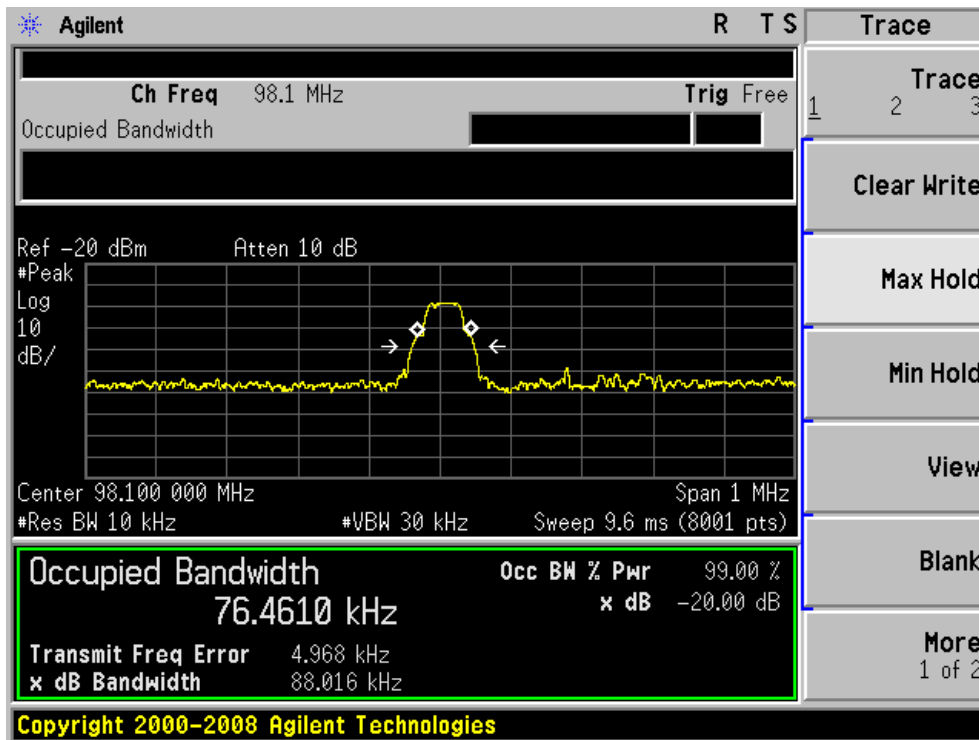 Agilent R T S Trace
Ch Freq 98.1 MHz Trig Free
Occupied Bandwidth
Trace
1 2 3
Clear Write
Max Hold
Min Hold
View
Blank
More
1 of 2
Ref -20 dBm Atten 10 dB
#Peak
Log
10
dB/
Center 98.100 000 MHz Span 1 MHz
#Res BW 10 kHz #VBW 30 kHz Sweep 9.6 ms (8001 pts)
Occupied Bandwidth Occ BW % Pwr 99.00 %
76.4610 kHz x dB -20.00 dB
Transmit Freq Error 4.968 kHz
x dB Bandwidth 88.016 kHz
Copyright 2000-2008 Agilent Technologies